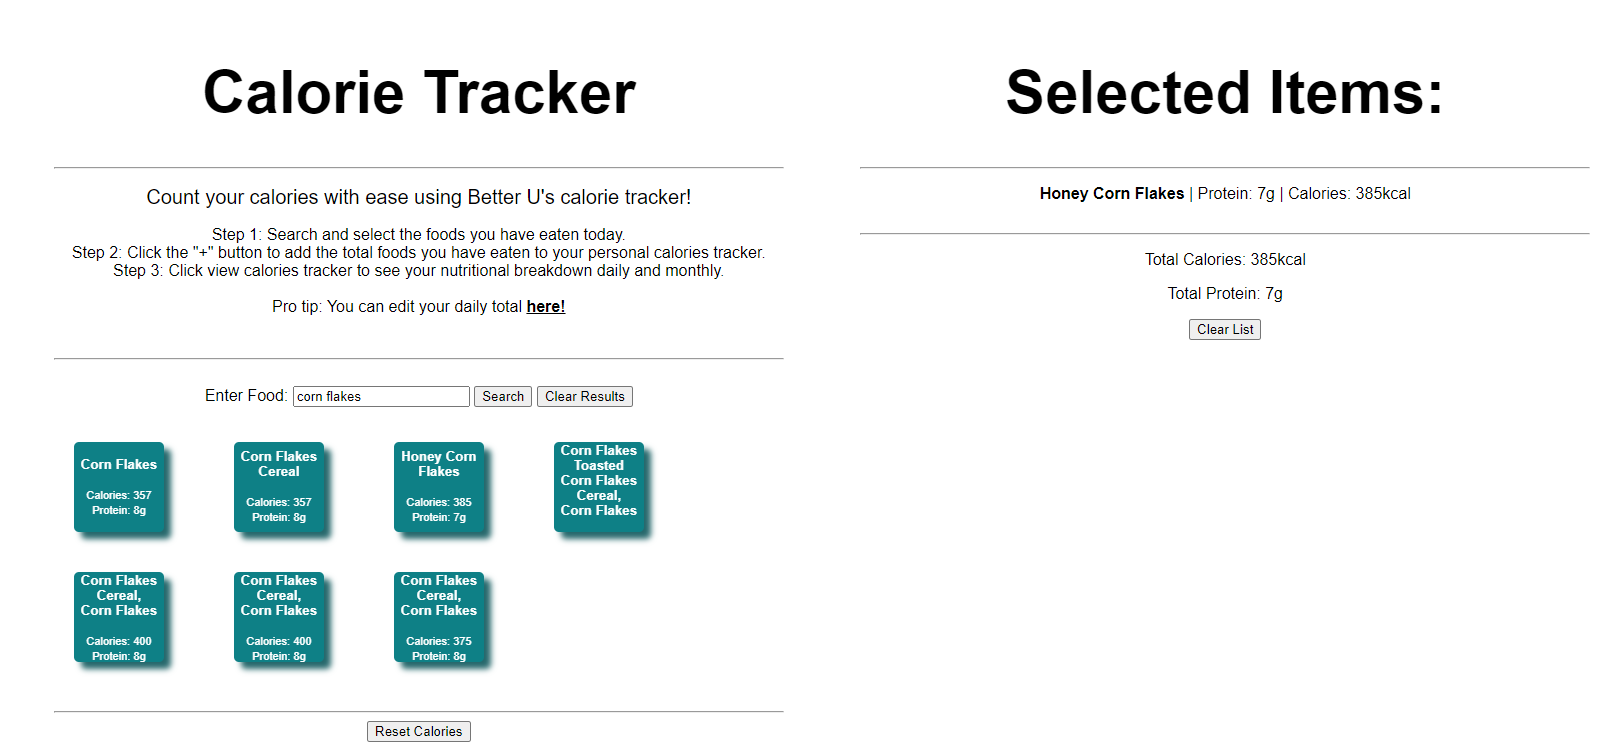 Calorie Tracker
Count your calories with ease using Better U's calorie tracker!
Step 1: Search and select the foods you have eaten today.
Step 2: Click the "+" button to add the total foods you have eaten to your personal calories tracker.
Step 3: Click view calories tracker to see your nutritional breakdown daily and monthly.
Pro tip: You can edit your daily total here!
Enter Food: corn flakes Search Clear Results
Corn Flakes
Calories: 357
Protein: 8g
Corn Flakes
Cereal
Calories: 357
Protein: 8g
Honey Corn
Flakes
Calories: 385
Protein: 7g
Corn Flakes
Toasted
Corn Flakes
Cereal,
Corn Flakes
Corn Flakes
Cereal,
Corn Flakes
Calories: 400
Protein: 8g
Corn Flakes
Cereal,
Corn Flakes
Calories: 400
Protein: 8g
Corn Flakes
Cereal,
Corn Flakes
Calories: 375
Protein: 8g
Reset Calories
Selected Items:
Honey Corn Flakes | Protein: 7g | Calories: 385kcal
Total Calories: 385kcal
Total Protein: 7g
Clear List